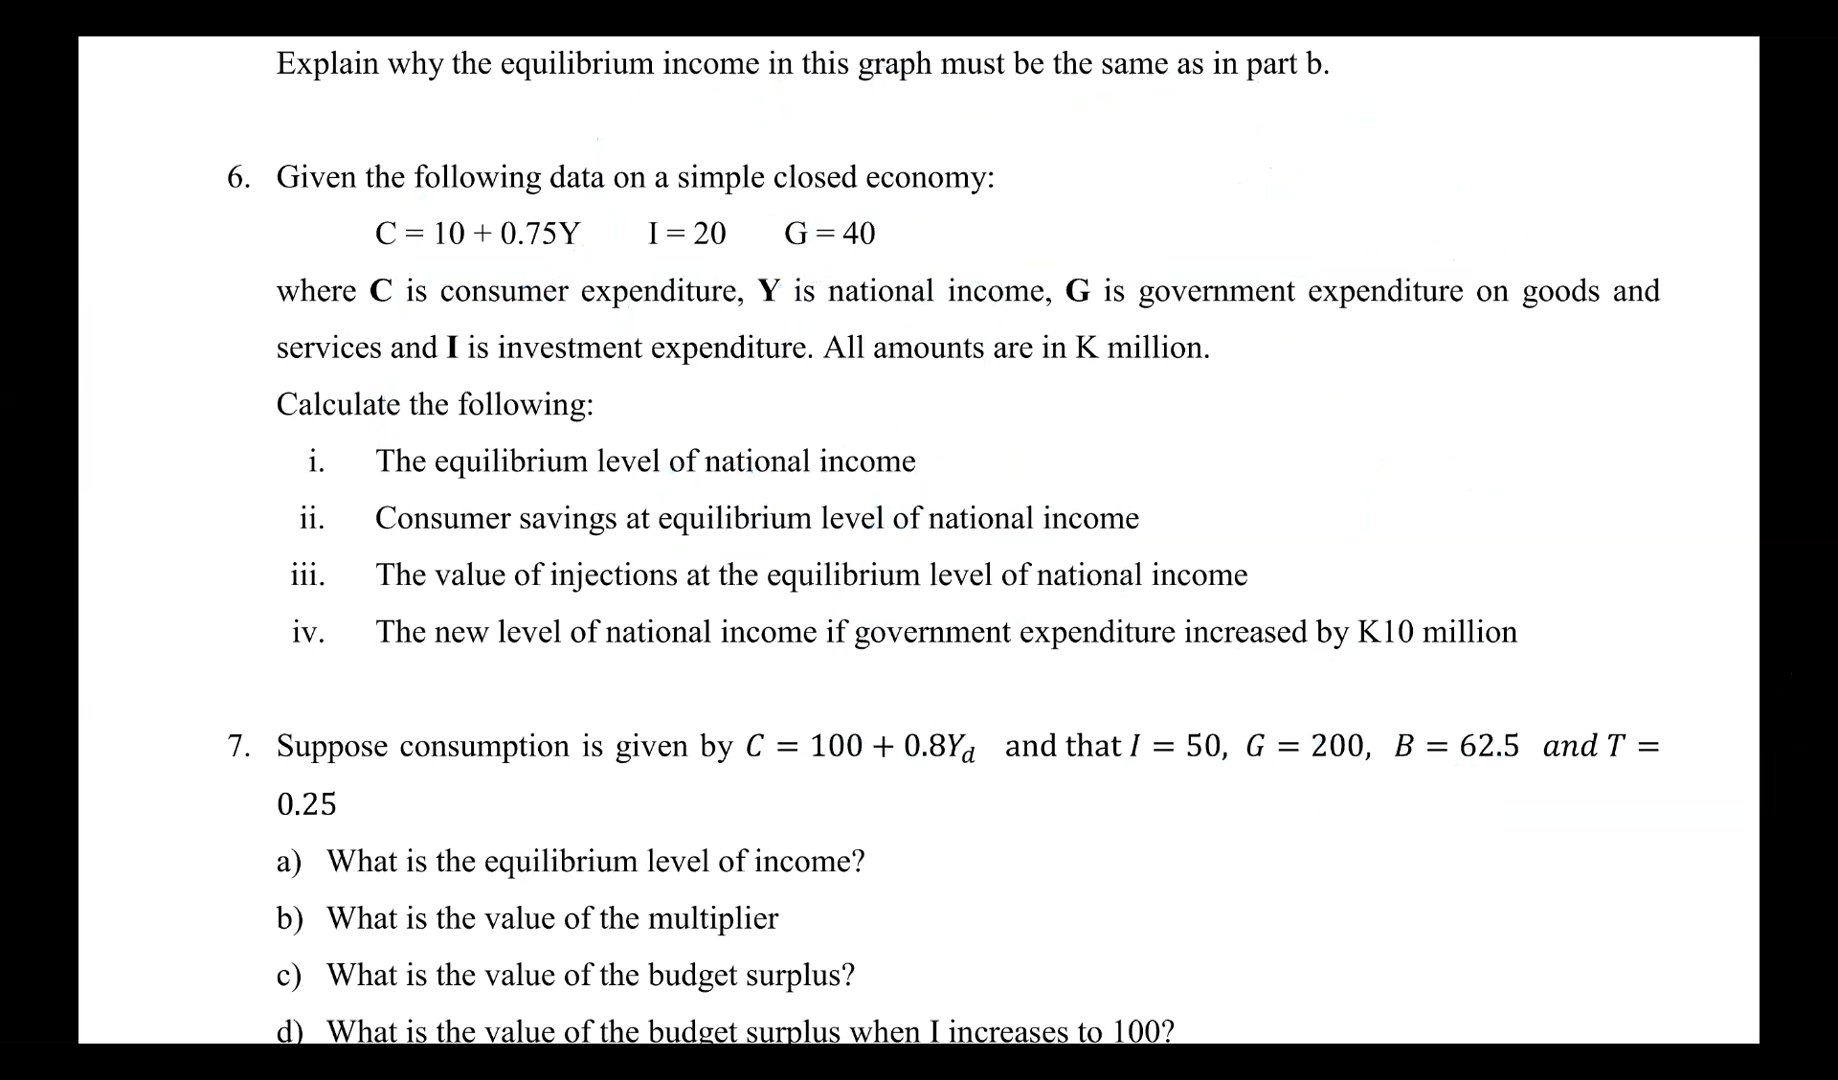 Explain why the equilibrium income in this graph must be the same as in part b.
6. Given the following data on a simple closed economy:
C = 10 + 0.75Y I = 20 G = 40
where C is consumer expenditure, Y is national income, G is government expenditure on goods and
services and I is investment expenditure. All amounts are in K million.
Calculate the following:
i. The equilibrium level of national income
ii. Consumer savings at equilibrium level of national income
iii. The value of injections at the equilibrium level of national income
iv. The new level of national income if government expenditure increased by K10 million
7. Suppose consumption is given by C = 100 + 0.8Y_d and that I = 50, G = 200, B = 62.5 and T =
0.25
a) What is the equilibrium level of income?
b) What is the value of the multiplier
c) What is the value of the budget surplus?
d) What is the value of the budget surplus when I increases to 100?